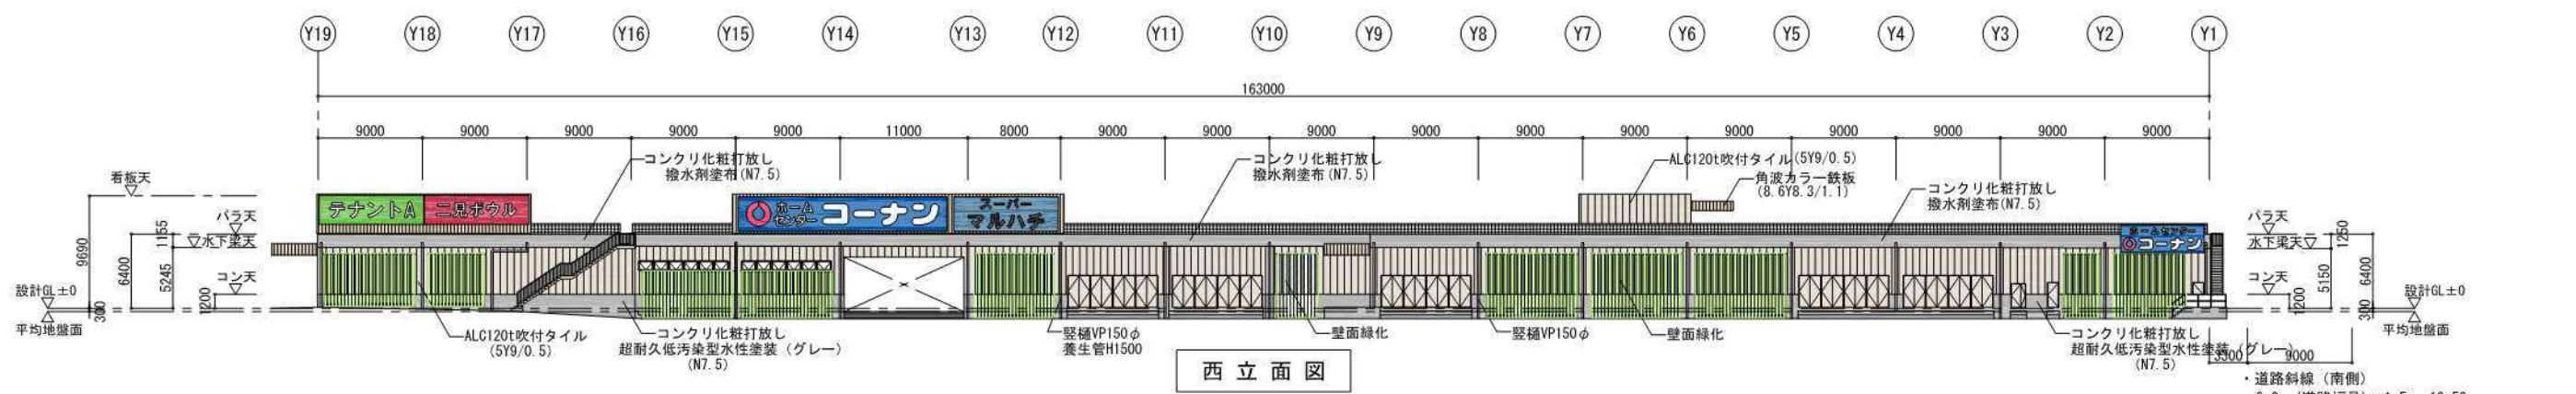 Y19 Y18 Y17 Y16 Y15 Y14 Y13 Y12 Y11 Y10 Y9 Y8 Y7 Y6 Y5 Y4 Y3 Y2 Y1
163000
9000 9000 9000 9000 9000 11000 8000 9000 9000 9000 9000 9000 9000 9000 9000 9000 9000 9000
コンクリ化粧打放し
撥水剤塗布(N7.5)
コンクリ化粧打放し
撥水剤塗布(N7.5)
ALC120t吹付タイル(5Y9/0.5)
角波カラー鉄板
(8.6Y8.3/1.1)
コンクリ化粧打放し
撥水剤塗布(N7.5)
看板天
パラ天
水下梁天
コン天
設計GL±0
平均地盤面
9690
6400
1155
5245
1200
300
テナントA
二見ボウル
ホーム
センター
コーナン
スーパー
マルハチ
ホームセンター
コーナン
パラ天
水下梁天
コン天
設計GL±0
平均地盤面
1250
5150
6400
1200
300
ALC120t吹付タイル
(5Y9/0.5)
コンクリ化粧打放し
超耐久低汚染型水性塗装（グレー）
(N7.5)
竪樋VP150φ
養生管H1500
壁面緑化
竪樋VP150φ
壁面緑化
コンクリ化粧打放し
超耐久低汚染型水性塗装（グレー）
(N7.5)
3300 9000
・道路斜線（南側）
西立面図